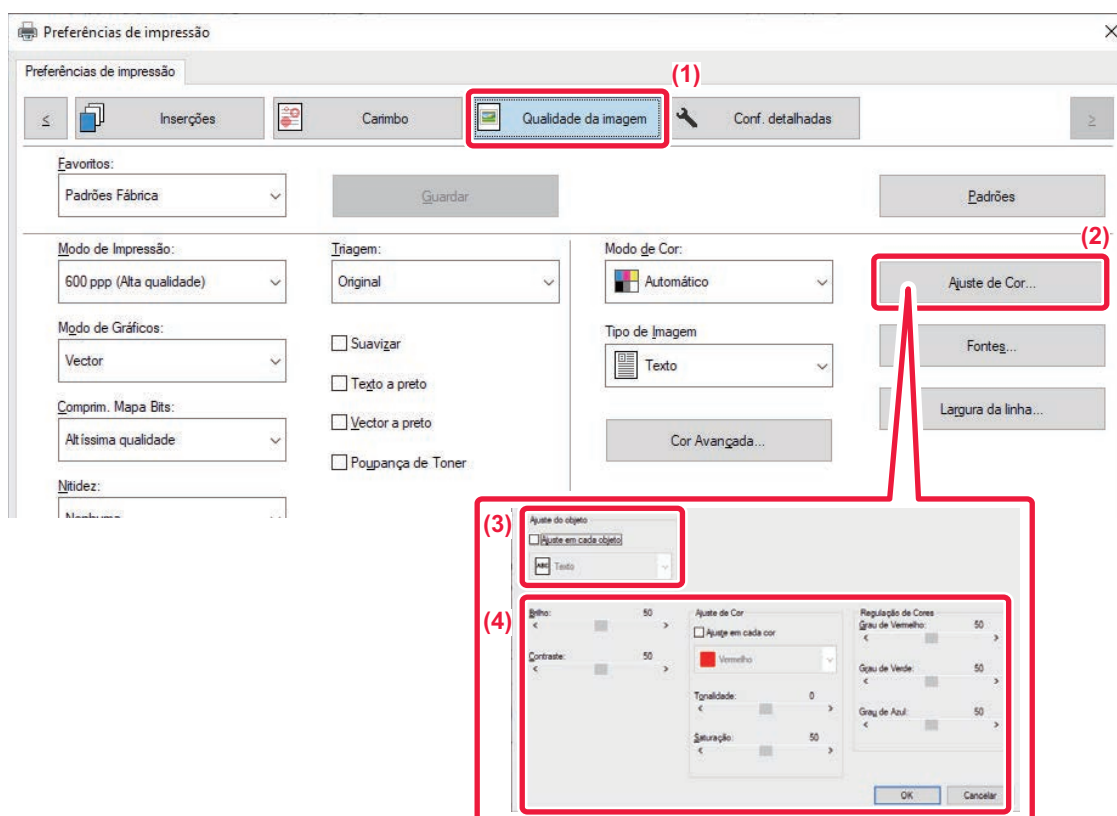 Preferências de impressão
Preferências de impressão
(1)
Inserções
Carimbo
Qualidade da imagem
Conf. detalhadas
Favoritos:
Padrões Fábrica
Guardar
Padrões
(2)
Modo de Impressão:
600 ppp (Alta qualidade)
Triagem:
Original
Modo de Cor:
Automático
Ajuste de Cor...
Modo de Gráficos:
Vector
Suavizar
Texto a preto
Tipo de Imagem
Texto
Fontes...
Comprim. Mapa Bits:
Altíssima qualidade
Vector a preto
Poupança de Toner
Cor Avançada...
Largura da linha...
Nitidez:
(3)
Ajuste do objeto
Ajuste em cada objeto
ABC Texto
(4)
Brilho: 50
Contraste: 50
Ajuste de Cor
Ajuste em cada cor
Vermelho
Tonalidade: 0
Saturação: 50
Regulação de Cores
Grau de Vermelho: 50
Grau de Verde: 50
Grau de Azul: 50
OK
Cancelar